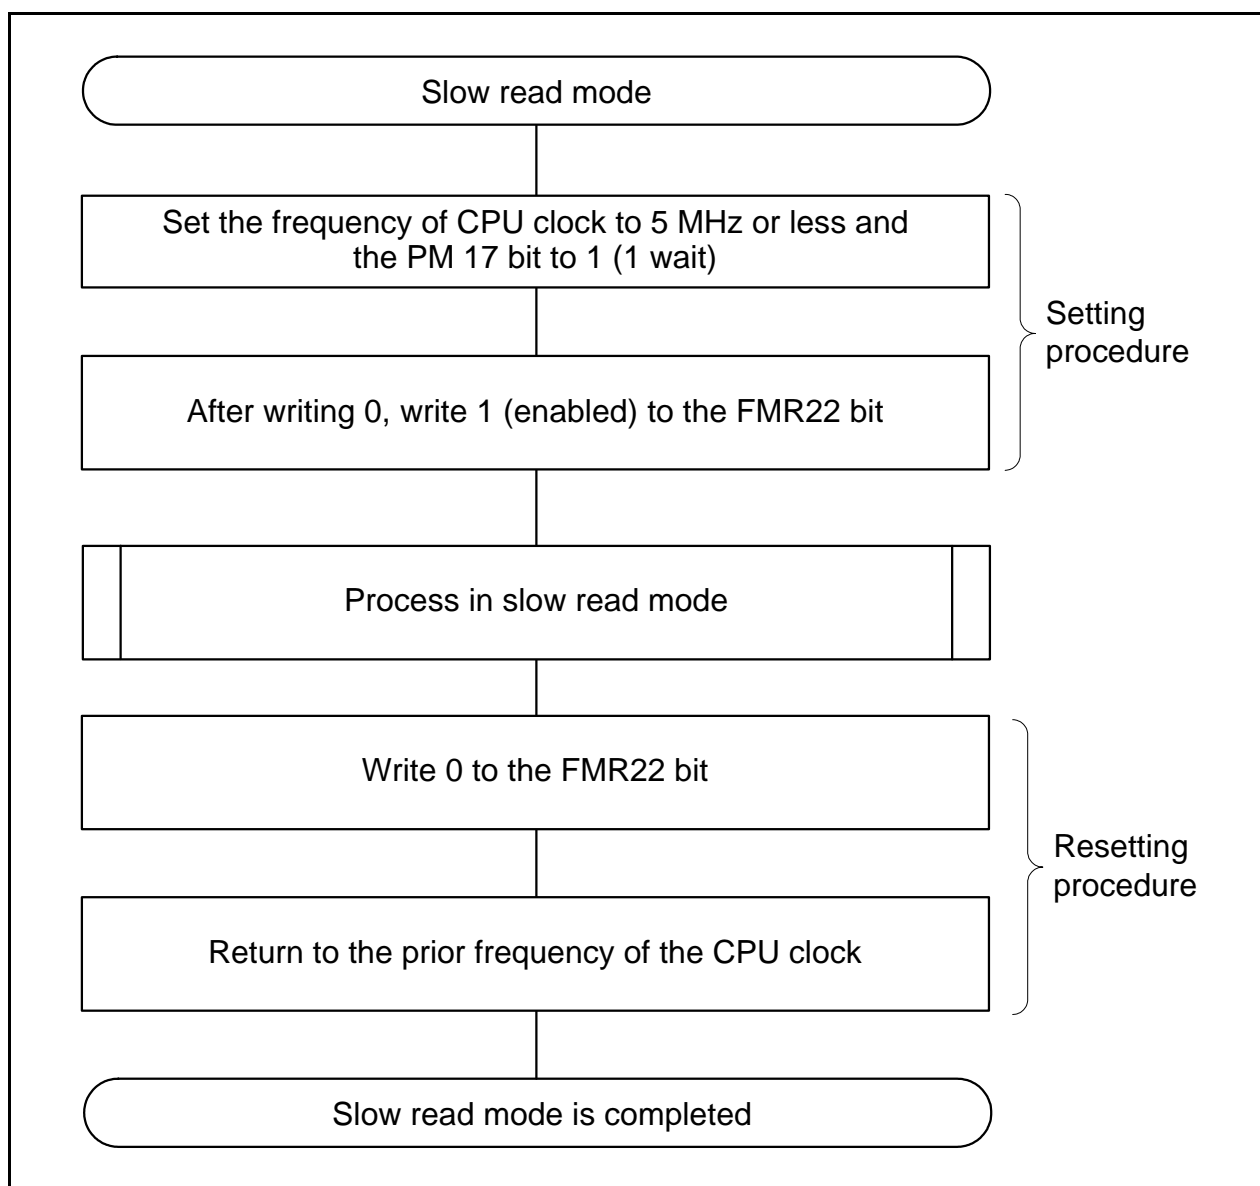 Slow read mode
Set the frequency of CPU clock to 5 MHz or less and
the PM 17 bit to 1 (1 wait)
Setting
procedure
After writing 0, write 1 (enabled) to the FMR22 bit
Process in slow read mode
Write 0 to the FMR22 bit
Resetting
procedure
Return to the prior frequency of the CPU clock
Slow read mode is completed